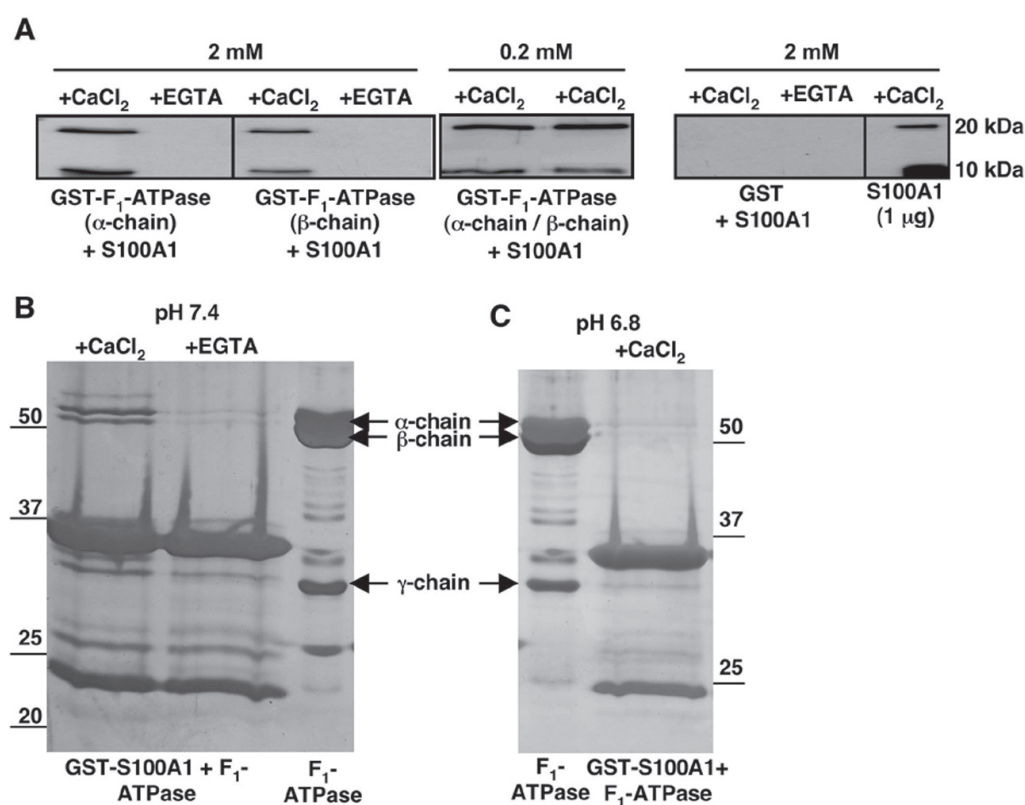 A
2 mM
0.2 mM
2 mM
+CaCl₂ +EGTA +CaCl₂ +EGTA +CaCl₂ +CaCl₂ +CaCl₂ +EGTA +CaCl₂
20 kDa
10 kDa
GST-F₁-ATPase
(α-chain)
+ S100A1
GST-F₁-ATPase
(β-chain)
+ S100A1
GST-F₁-ATPase
(α-chain / β-chain)
+ S100A1
GST
+ S100A1
S100A1
(1 µg)
B
pH 7.4
+CaCl₂ +EGTA
50
37
25
20
α-chain
β-chain
γ-chain
GST-S100A1 + F₁-
ATPase
F₁-
ATPase
C
pH 6.8
+CaCl₂
50
37
25
F₁-
ATPase
GST-S100A1+
F₁-ATPase